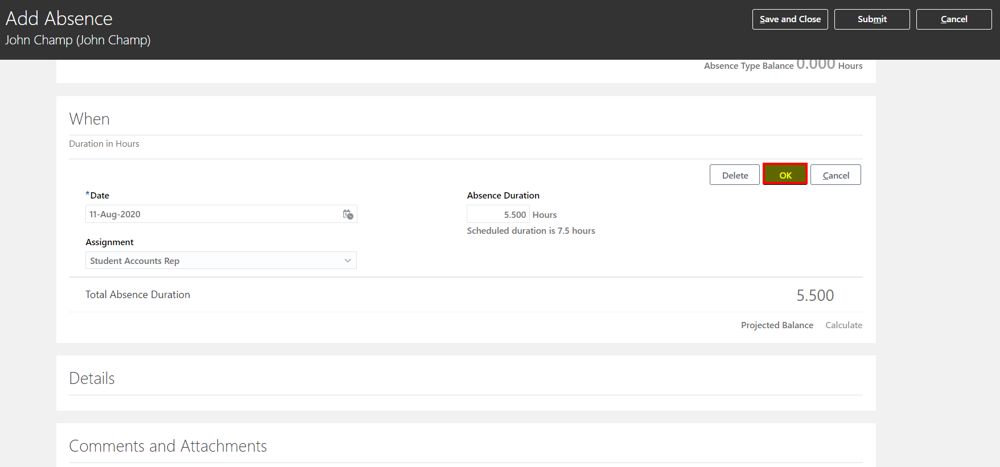 Add Absence
John Champ (John Champ)
Save and Close
Submit
Cancel
Absence Type Balance 0.000 Hours
When
Duration in Hours
Delete
OK
Cancel
*Date
11-Aug-2020
Absence Duration
5.500 Hours
Scheduled duration is 7.5 hours
Assignment
Student Accounts Rep
Total Absence Duration
5.500
Projected Balance Calculate
Details
Comments and Attachments